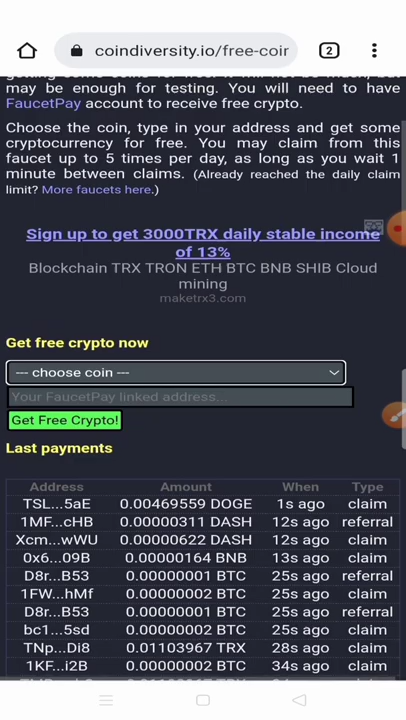 coindiversity.io/free-coir
2
may be enough for testing. You will need to have
FaucetPay account to receive free crypto.
Choose the coin, type in your address and get some
cryptocurrency for free. You may claim from this
faucet up to 5 times per day, as long as you wait 1
minute between claims. (Already reached the daily claim
limit? More faucets here.)
Sign up to get 3000TRX daily stable income
of 13%
Blockchain TRX TRON ETH BTC BNB SHIB Cloud
mining
maketrx3.com
Get free crypto now
--- choose coin ---
Your FaucetPay linked address...
Get Free Crypto!
Last payments
Address Amount When Type
TSL...5aE 0.00469559 DOGE 1s ago claim
1MF...cHB 0.00000311 DASH 12s ago referral
Xcm...wWU 0.00000622 DASH 12s ago claim
0x6...09B 0.00000164 BNB 13s ago claim
D8r...B53 0.00000001 BTC 25s ago referral
1FW...hMf 0.00000002 BTC 25s ago claim
D8r...B53 0.00000001 BTC 25s ago referral
bc1...5sd 0.00000002 BTC 25s ago claim
TNp...Di8 0.01103967 TRX 28s ago claim
1KF...i2B 0.00000002 BTC 34s ago claim